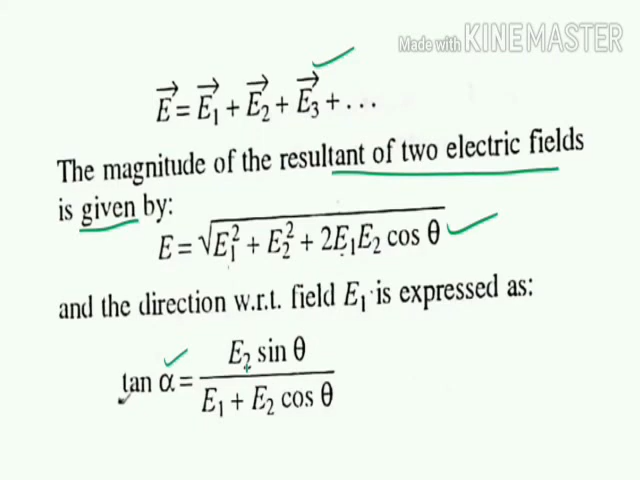 Made with KINEMASTER
E⃗ = E⃗₁ + E⃗₂ + E⃗₃ + . . .
The magnitude of the resultant of two electric fields
is given by:
E = √E₁² + E₂² + 2E₁E₂ cos θ
and the direction w.r.t. field E₁ is expressed as:
tan α = E₂ sin θ / E₁ + E₂ cos θ